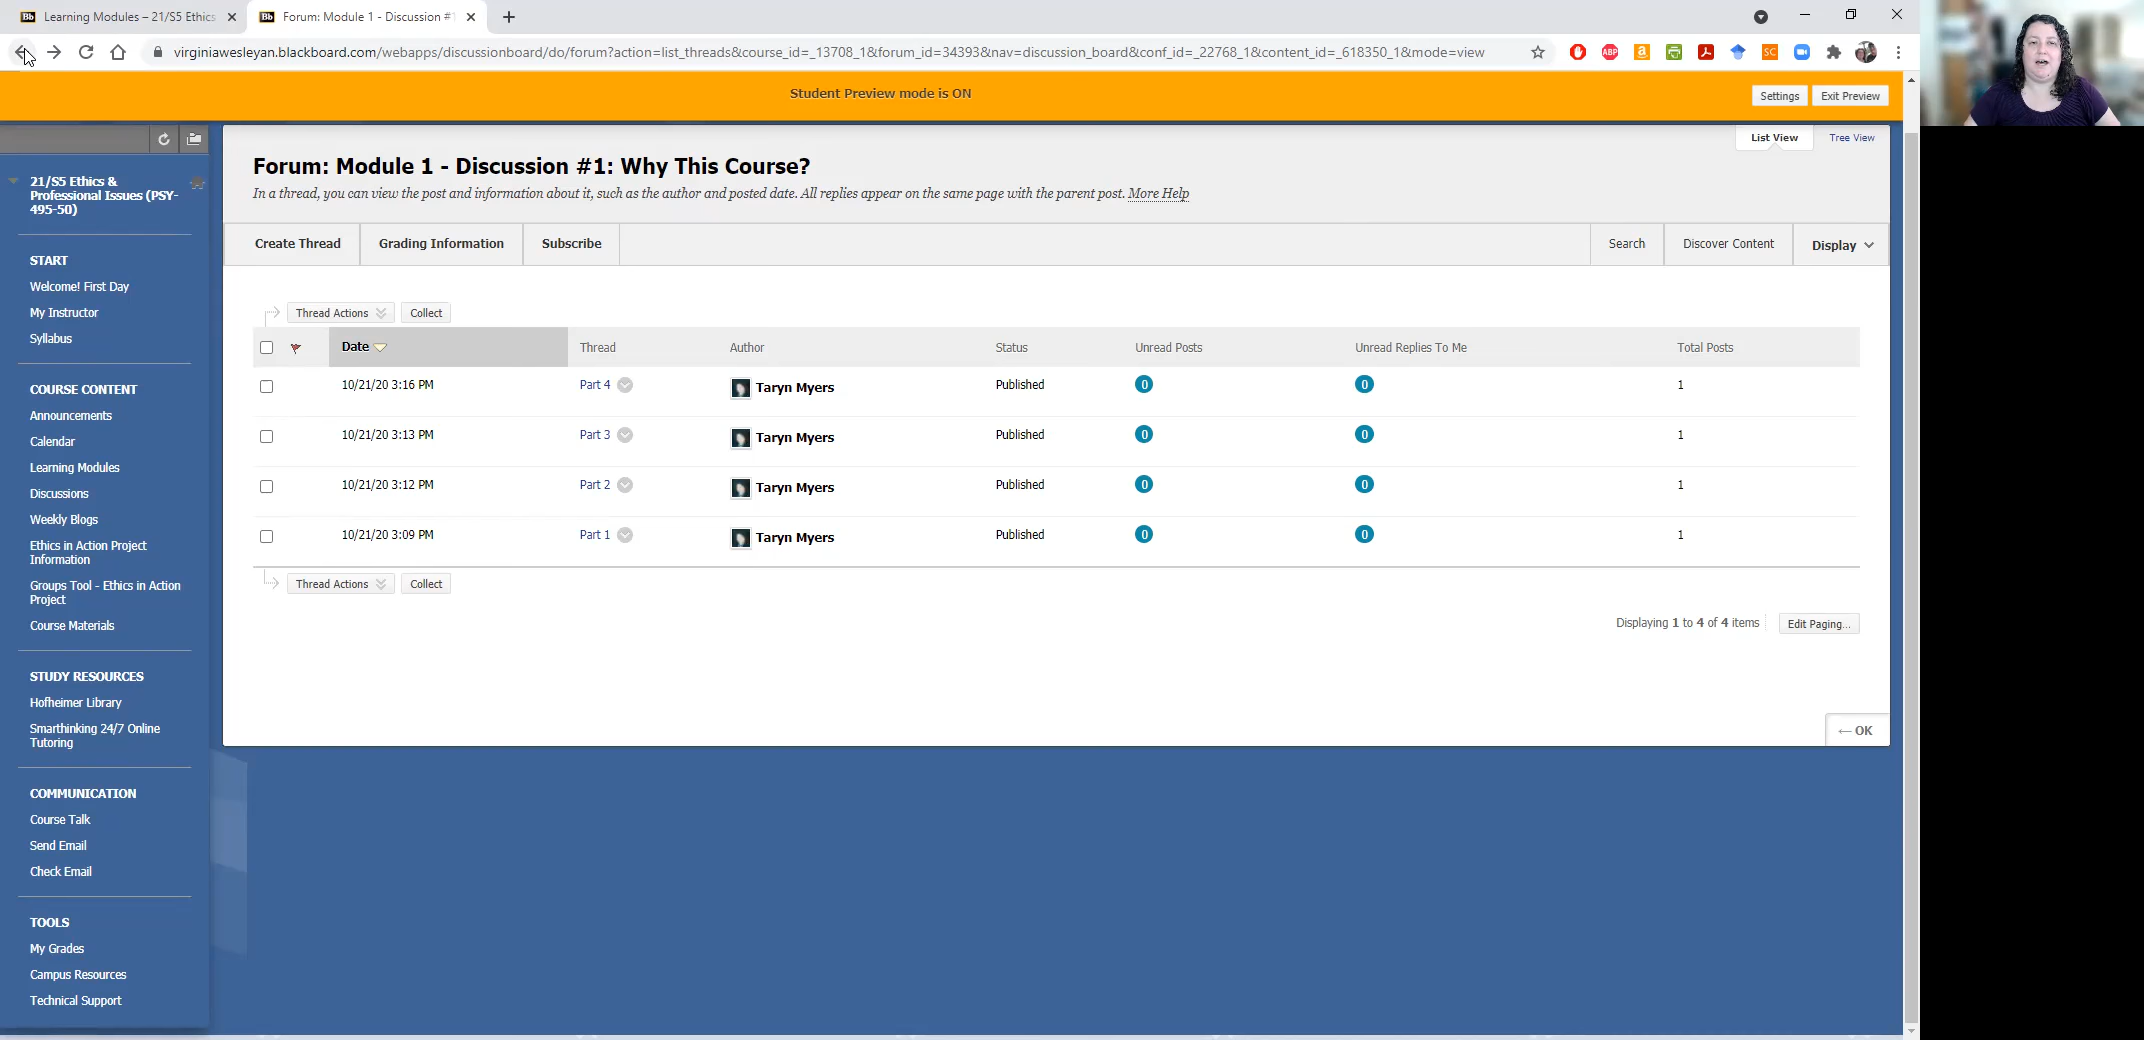 Learning Modules – 21/S5 Ethics
Forum: Module 1 - Discussion #1
virginiawesleyan.blackboard.com/webapps/discussionboard/do/forum?action=list_threads&course_id=_13708_1&forum_id=34393&nav=discussion_board&conf_id=_22768_1&content_id=_618350_1&mode=view
Student Preview mode is ON
Settings
Exit Preview
21/S5 Ethics &
Professional Issues (PSY-
495-50)
START
Welcome! First Day
My Instructor
Syllabus
COURSE CONTENT
Announcements
Calendar
Learning Modules
Discussions
Weekly Blogs
Ethics in Action Project
Information
Groups Tool - Ethics in Action
Project
Course Materials
STUDY RESOURCES
Hofheimer Library
Smarthinking 24/7 Online
Tutoring
COMMUNICATION
Course Talk
Send Email
Check Email
TOOLS
My Grades
Campus Resources
Technical Support
List View
Tree View
Forum: Module 1 - Discussion #1: Why This Course?
In a thread, you can view the post and information about it, such as the author and posted date. All replies appear on the same page with the parent post. More Help
Create Thread Grading Information Subscribe Search Discover Content Display
Thread Actions Collect
Date Thread Author Status Unread Posts Unread Replies To Me Total Posts
10/21/20 3:16 PM Part 4 Taryn Myers Published 0 0 1
10/21/20 3:13 PM Part 3 Taryn Myers Published 0 0 1
10/21/20 3:12 PM Part 2 Taryn Myers Published 0 0 1
10/21/20 3:09 PM Part 1 Taryn Myers Published 0 0 1
Thread Actions Collect
Displaying 1 to 4 of 4 items Edit Paging...
← OK
Bb
Bb
ABP
a
SC